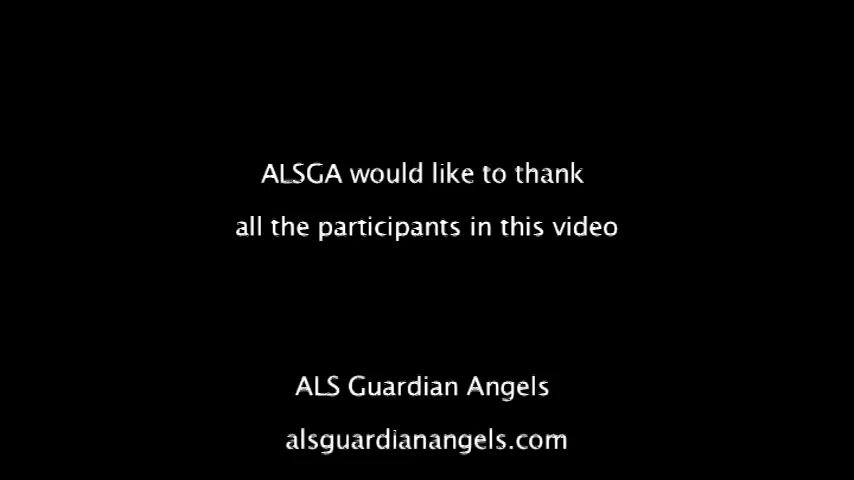 ALSGA would like to thank
all the participants in this video
ALS Guardian Angels
alsguardianangels.com